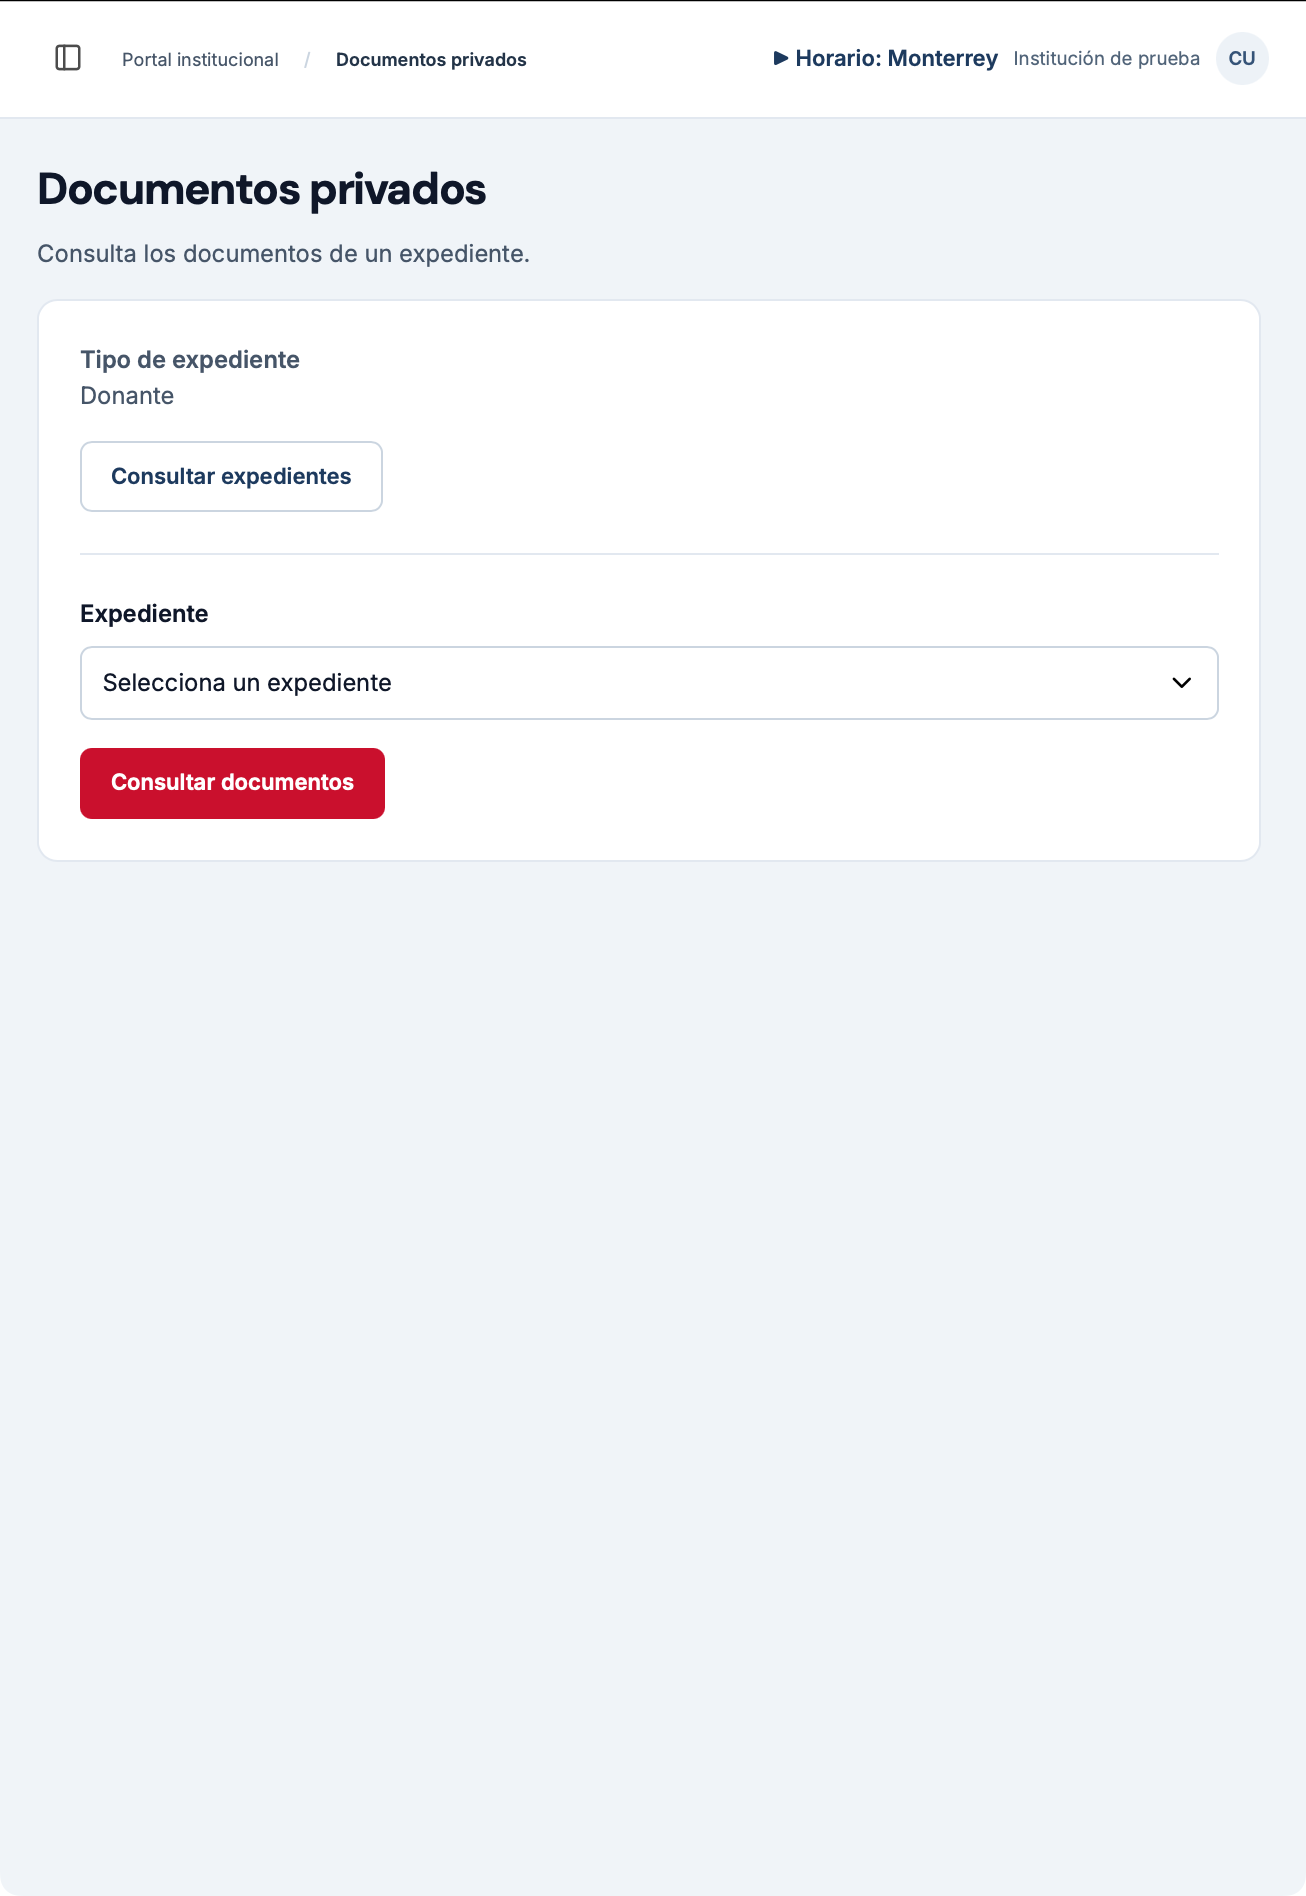 Portal institucional / Documentos privados
Horario: Monterrey Institución de prueba CU
Documentos privados
Consulta los documentos de un expediente.
Tipo de expediente
Donante
Consultar expedientes
Expediente
Selecciona un expediente
Consultar documentos